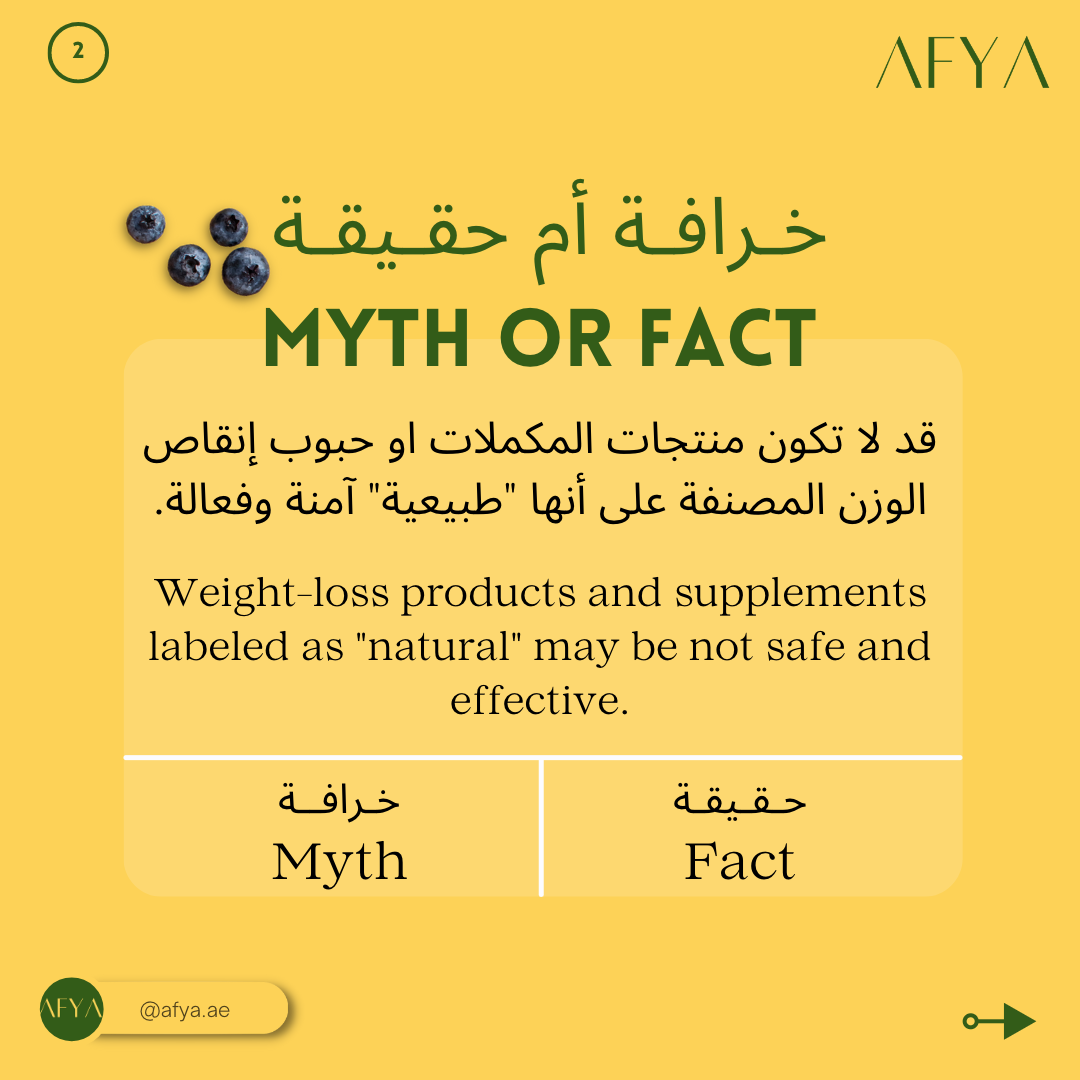 2
AFYA
خرافة أم حقيقة
MYTH OR FACT
قد لا تكون منتجات المكملات او حبوب إنقاص
الوزن المصنفة على أنها "طبيعية" آمنة وفعالة.
Weight-loss products and supplements
labeled as "natural" may be not safe and
effective.
خرافة
Myth
حقيقة
Fact
AFYA
@afya.ae